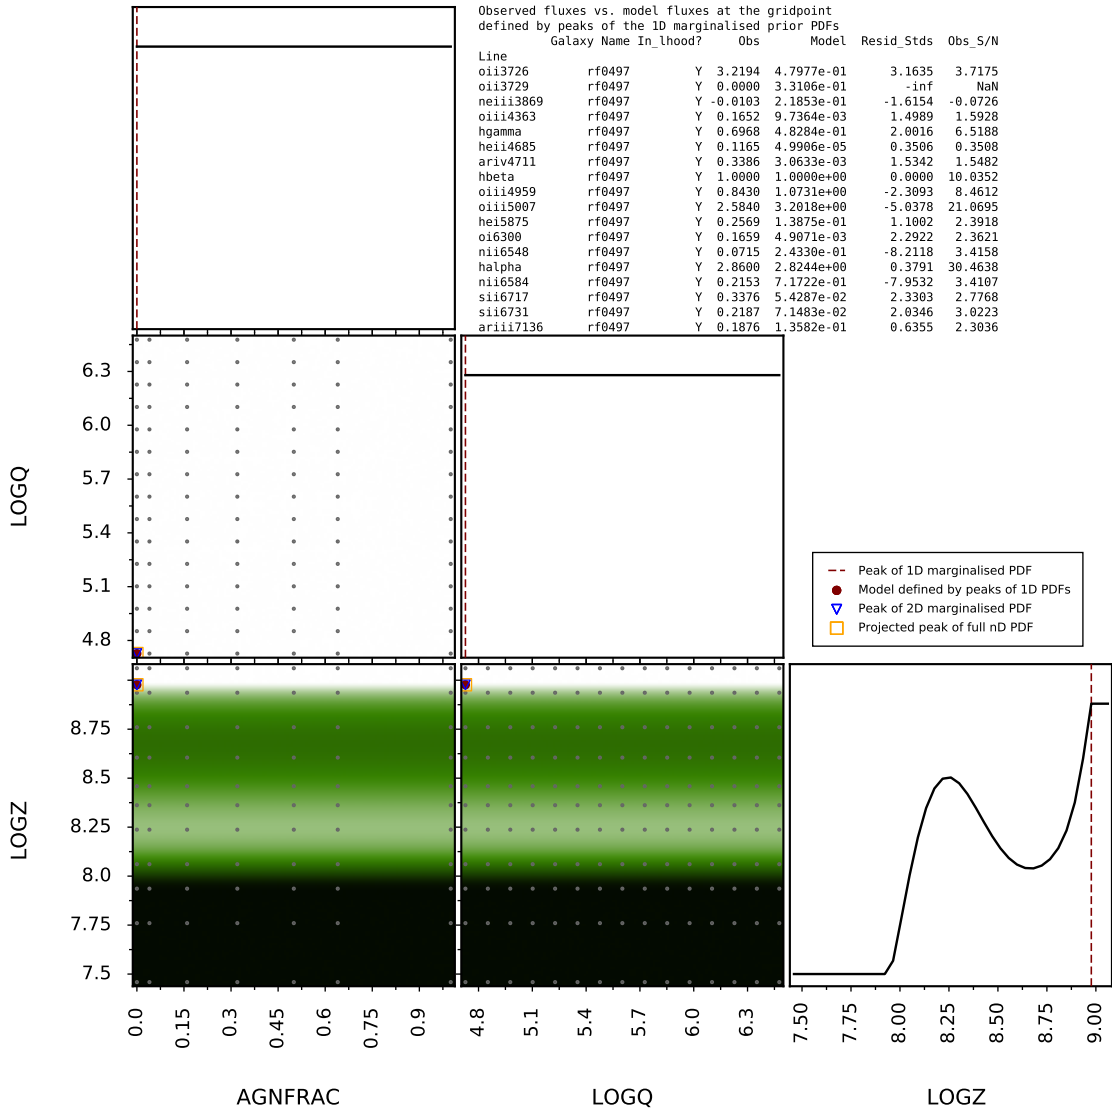 Observed fluxes vs. model fluxes at the gridpoint
defined by peaks of the 1D marginalised prior PDFs
Galaxy Name In_lhood? Obs Model Resid_Stds Obs_S/N
Line
oii3726 rf0497 Y 3.2194 4.7977e-01 3.1635 3.7175
oii3729 rf0497 Y 0.0000 3.3106e-01 -inf NaN
neiii3869 rf0497 Y -0.0103 2.1853e-01 -1.6154 -0.0726
oiii4363 rf0497 Y 0.1652 9.7364e-03 1.4989 1.5928
hgamma rf0497 Y 0.6968 4.8284e-01 2.0016 6.5188
heii4685 rf0497 Y 0.1165 4.9906e-05 0.3506 0.3508
ariv4711 rf0497 Y 0.3386 3.0633e-03 1.5342 1.5482
hbeta rf0497 Y 1.0000 1.0000e+00 0.0000 10.0352
oiii4959 rf0497 Y 0.8430 1.0731e+00 -2.3093 8.4612
oiii5007 rf0497 Y 2.5840 3.2018e+00 -5.0378 21.0695
hei5875 rf0497 Y 0.2569 1.3875e-01 1.1002 2.3918
oi6300 rf0497 Y 0.1659 4.9071e-03 2.2922 2.3621
nii6548 rf0497 Y 0.0715 2.4330e-01 -8.2118 3.4158
halpha rf0497 Y 2.8600 2.8244e+00 0.3791 30.4638
nii6584 rf0497 Y 0.2153 7.1722e-01 -7.9532 3.4107
sii6717 rf0497 Y 0.3376 5.4287e-02 2.3303 2.7768
sii6731 rf0497 Y 0.2187 7.1483e-02 2.0346 3.0223
ariii7136 rf0497 Y 0.1876 1.3582e-01 0.6355 2.3036
6.3
6.0
5.7
5.4
5.1
4.8
LOGQ
Peak of 1D marginalised PDF
Model defined by peaks of 1D PDFs
Peak of 2D marginalised PDF
Projected peak of full nD PDF
8.75
8.5
8.25
8.0
7.75
7.5
LOGZ
0.0 0.15 0.3 0.45 0.6 0.75 0.9
4.8 5.1 5.4 5.7 6.0 6.3
7.50 7.75 8.00 8.25 8.50 8.75 9.00
AGNFRAC
LOGQ
LOGZ